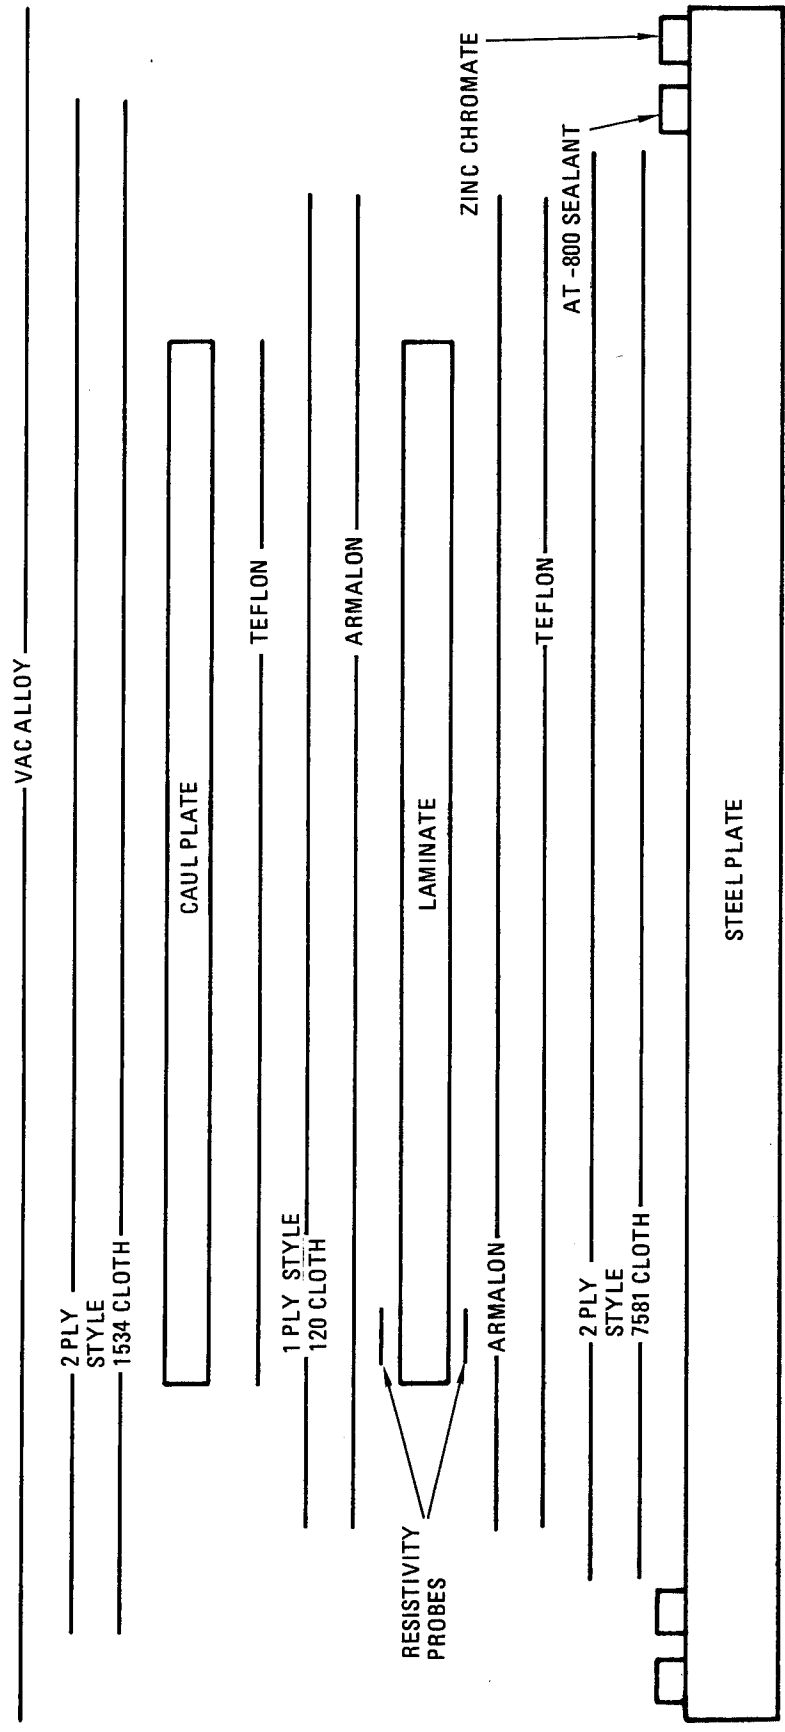 VAC ALLOY
2 PLY
STYLE
1534 CLOTH
CAUL PLATE
TEFLON
1 PLY STYLE
120 CLOTH
ARMALON
RESISTIVITY
PROBES
LAMINATE
ZINC CHROMATE
ARMALON
TEFLON
AT -800 SEALANT
2 PLY
STYLE
7581 CLOTH
STEEL PLATE